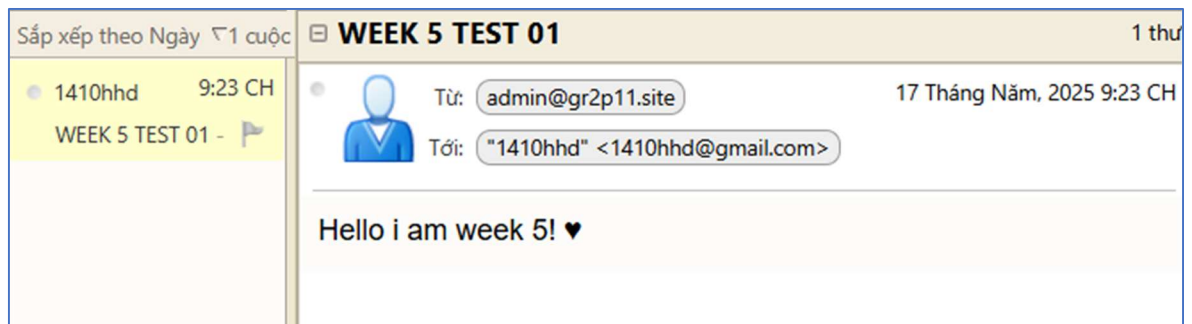 Sắp xếp theo Ngày 1 cuộc
1410hhd 9:23 CH
WEEK 5 TEST 01 -
WEEK 5 TEST 01 1 thư
Từ: admin@gr2p11.site 17 Tháng Năm, 2025 9:23 CH
Tới: "1410hhd" <1410hhd@gmail.com>
Hello i am week 5! ♥